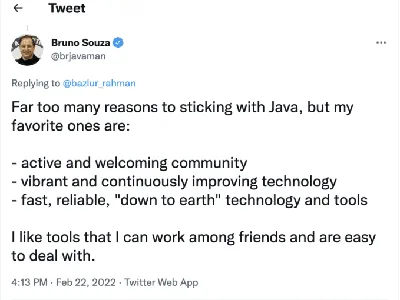 Tweet
Bruno Souza
@brjavaman
Replying to @bazlur_rahman
Far too many reasons to sticking with Java, but my
favorite ones are:
- active and welcoming community
- vibrant and continuously improving technology
- fast, reliable, "down to earth" technology and tools
I like tools that I can work among friends and are easy
to deal with.
4:13 PM · Feb 22, 2022 · Twitter Web App